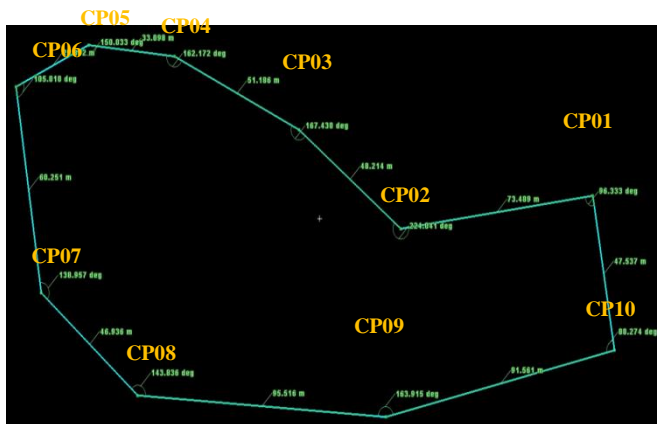 CP05
CP04
150.033 deg
33.098 m
CP06
162.172 deg
CP03
105.818 deg
51.186 m
CP01
167.438 deg
48.214 m
CP02
96.333 deg
73.489 m
68.251 m
224.041 deg
CP07
47.537 m
130.957 deg
CP10
46.936 m
CP09
88.274 deg
CP08
143.836 deg
91.561 m
95.516 m
163.915 deg